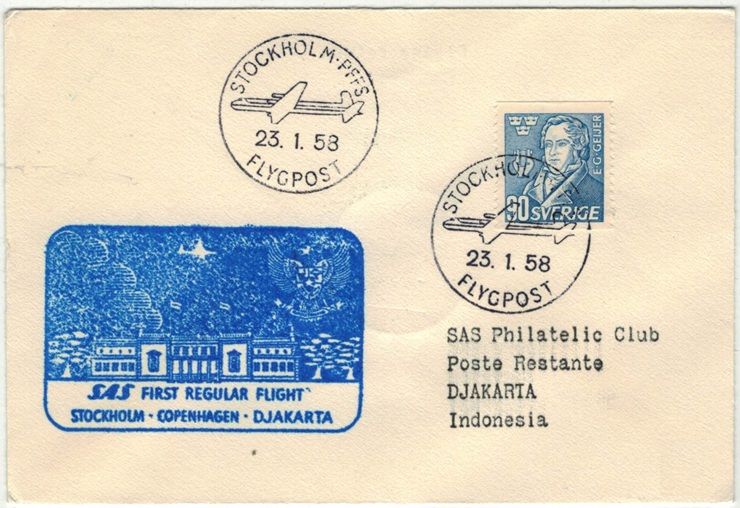 STOCKHOLM·PFFS
23. 1. 58
FLYGPOST
E·G·GEIJER
90 SVERIGE
STOCKHOLM
23. 1. 58
FLYGPOST
SAS Philatelic Club
Poste Restante
DJAKARTA
Indonesia
SAS FIRST REGULAR FLIGHT
STOCKHOLM · COPENHAGEN · DJAKARTA